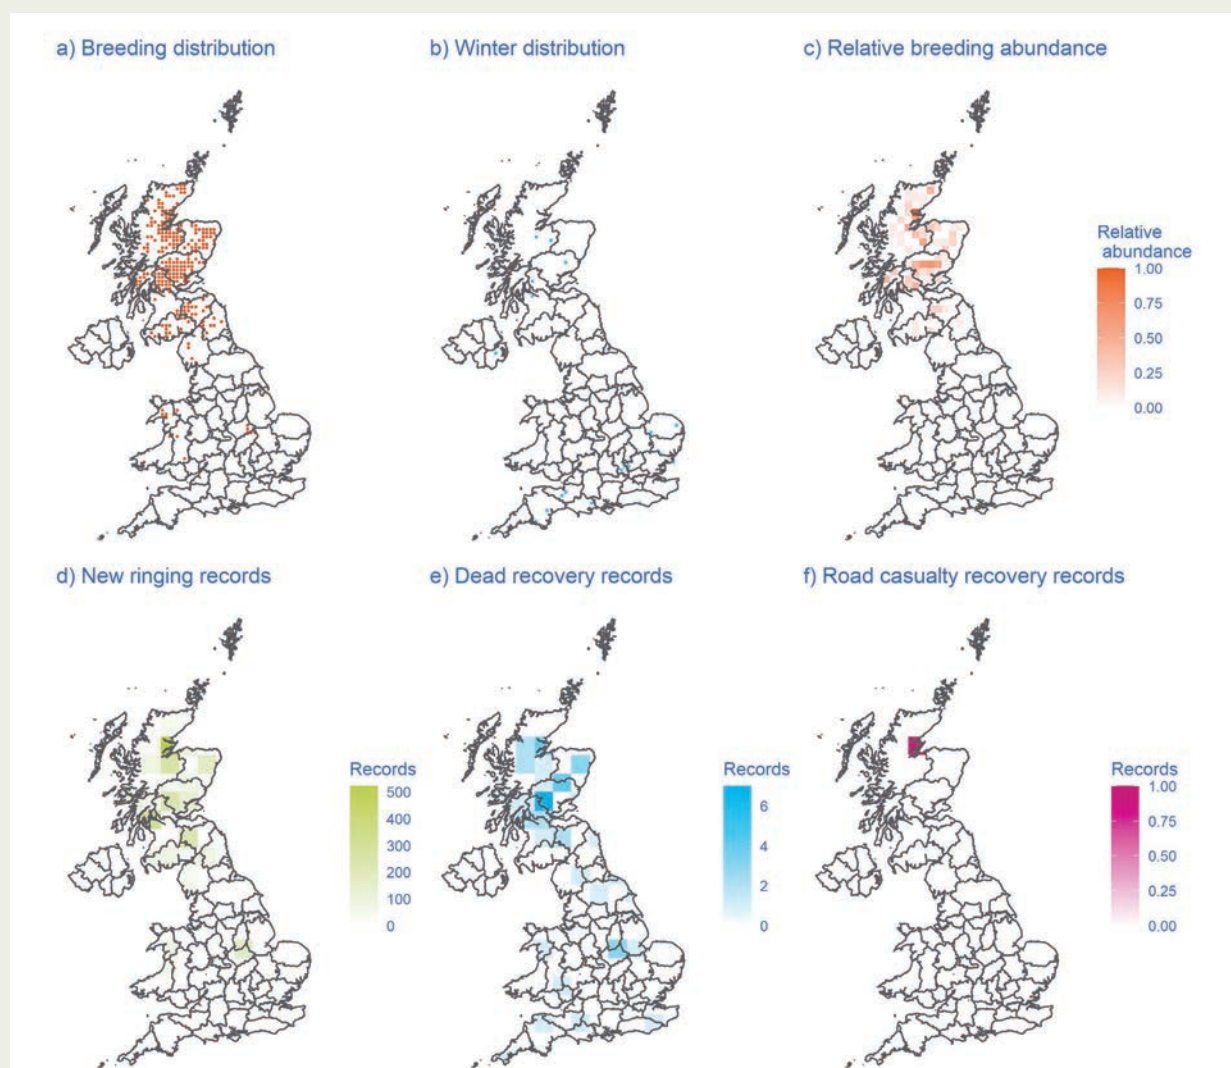 a) Breeding distribution
b) Winter distribution
c) Relative breeding abundance
Relative
abundance
1.00
0.75
0.50
0.25
0.00
d) New ringing records
e) Dead recovery records
f) Road casualty recovery records
Records
500
400
300
200
100
0
Records
6
4
2
0
Records
1.00
0.75
0.50
0.25
0.00